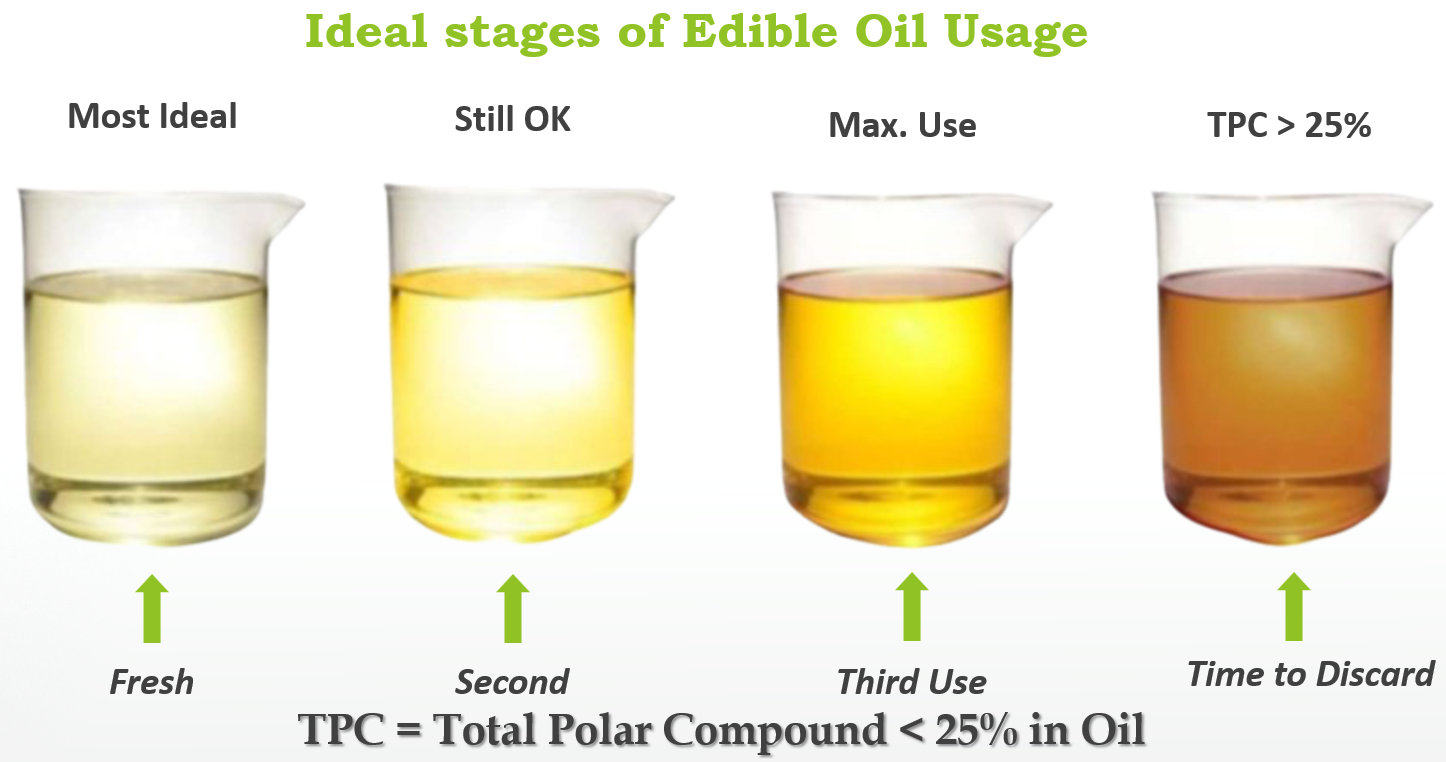 Ideal stages of Edible Oil Usage
Most Ideal
Still OK
Max. Use
TPC > 25%
Fresh
Second
Third Use
Time to Discard
TPC = Total Polar Compound < 25% in Oil